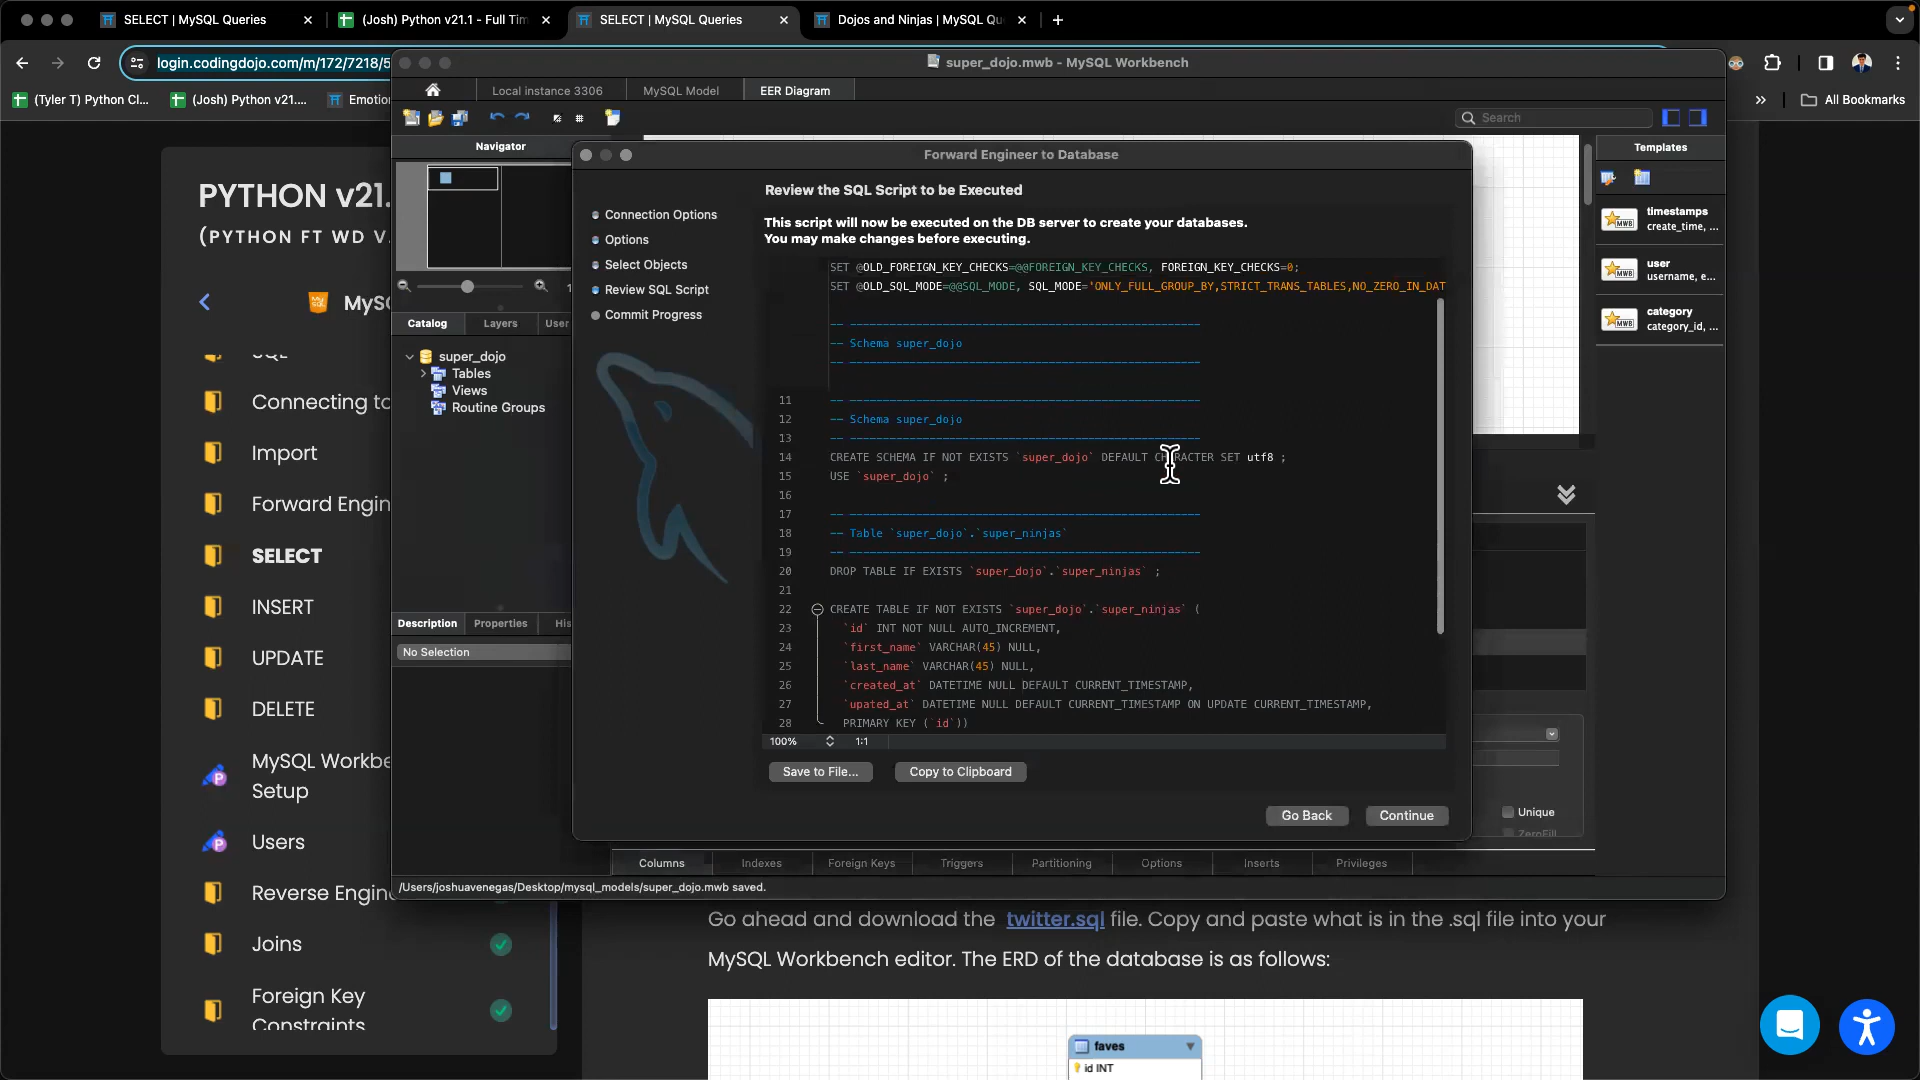 SELECT | MySQL Queries
(Josh) Python v21.1 - Full Tim
SELECT | MySQL Queries
Dojos and Ninjas | MySQL Qu
login.codingdojo.com/m/172/7218/5
super_dojo.mwb - MySQL Workbench
(Tyler T) Python Cl...
(Josh) Python v21....
Emotion
All Bookmarks
Local instance 3306
MySQL Model
EER Diagram
Search
Navigator
Templates
Forward Engineer to Database
PYTHON v21.
(PYTHON FT WD V.
Review the SQL Script to be Executed
Connection Options
Options
Select Objects
Review SQL Script
Commit Progress
This script will now be executed on the DB server to create your databases.
You may make changes before executing.
timestamps
create_time, ...
user
username, e...
category
category_id, ...
SET @OLD_FOREIGN_KEY_CHECKS=@@FOREIGN_KEY_CHECKS, FOREIGN_KEY_CHECKS=0;
SET @OLD_SQL_MODE=@@SQL_MODE, SQL_MODE='ONLY_FULL_GROUP_BY,STRICT_TRANS_TABLES,NO_ZERO_IN_DAT
-- -----------------------------------------------------
-- Schema super_dojo
-- -----------------------------------------------------
11 -- -----------------------------------------------------
12 -- Schema super_dojo
13 -- -----------------------------------------------------
14 CREATE SCHEMA IF NOT EXISTS `super_dojo` DEFAULT CHARACTER SET utf8 ;
15 USE `super_dojo` ;
16
17 -- -----------------------------------------------------
18 -- Table `super_dojo`.`super_ninjas`
19 -- -----------------------------------------------------
20 DROP TABLE IF EXISTS `super_dojo`.`super_ninjas` ;
21
22 CREATE TABLE IF NOT EXISTS `super_dojo`.`super_ninjas` (
23 `id` INT NOT NULL AUTO_INCREMENT,
24 `first_name` VARCHAR(45) NULL,
25 `last_name` VARCHAR(45) NULL,
26 `created_at` DATETIME NULL DEFAULT CURRENT_TIMESTAMP,
27 `upated_at` DATETIME NULL DEFAULT CURRENT_TIMESTAMP ON UPDATE CURRENT_TIMESTAMP,
28 PRIMARY KEY (`id`))
100%
1:1
Save to File...
Copy to Clipboard
Go Back
Continue
Catalog
Layers
User
super_dojo
Tables
Views
Routine Groups
Description
Properties
His
No Selection
MyS
SQL
Connecting to
Import
Forward Engin
SELECT
INSERT
UPDATE
DELETE
MySQL Workbe
Setup
Users
Reverse Engin
Joins
Foreign Key
Constraints
Unique
ZeroFill
Columns
Indexes
Foreign Keys
Triggers
Partitioning
Options
Inserts
Privileges
/Users/joshuavenegas/Desktop/mysql_models/super_dojo.mwb saved.
Go ahead and download the twitter.sql file. Copy and paste what is in the .sql file into your
MySQL Workbench editor. The ERD of the database is as follows:
faves
id INT